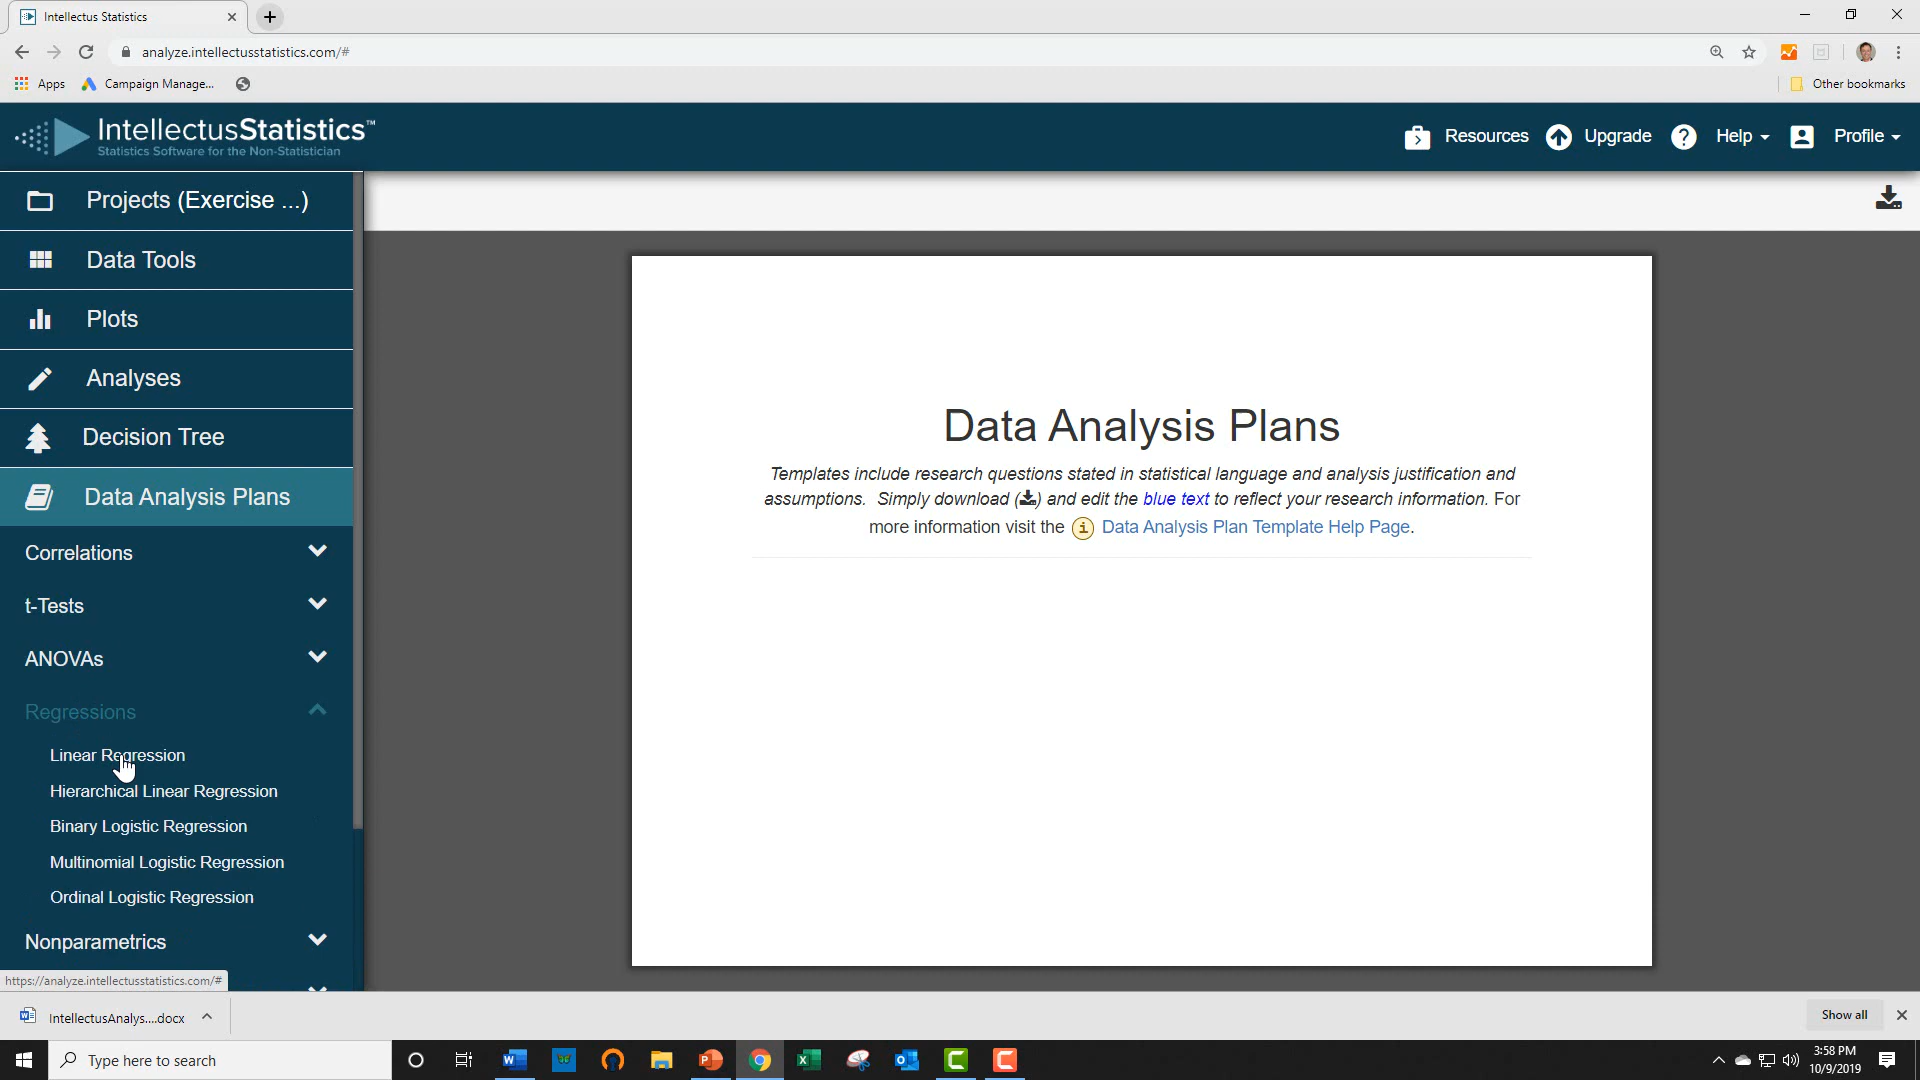 Intellectus Statistics
analyze.intellectusstatistics.com/#
Apps
Campaign Manage...
Other bookmarks
IntellectusStatistics™
Statistics Software for the Non-Statistician
Resources
Upgrade
Help
Profile
Projects (Exercise ...)
Data Tools
Plots
Analyses
Decision Tree
Data Analysis Plans
Correlations
t-Tests
ANOVAs
Regressions
Linear Regression
Hierarchical Linear Regression
Binary Logistic Regression
Multinomial Logistic Regression
Ordinal Logistic Regression
Nonparametrics
Data Analysis Plans
Templates include research questions stated in statistical language and analysis justification and
assumptions. Simply download () and edit the blue text to reflect your research information. For
more information visit the i Data Analysis Plan Template Help Page.
https://analyze.intellectusstatistics.com/#
IntellectusAnalys....docx
Show all
Type here to search
3:58 PM
10/9/2019